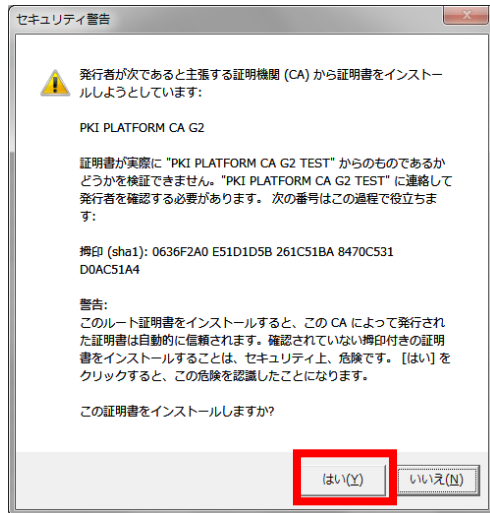 セキュリティ警告
発行者が次であると主張する証明機関 (CA) から証明書をインストー
ルしようとしています:
PKI PLATFORM CA G2
証明書が実際に "PKI PLATFORM CA G2 TEST" からのものであるか
どうかを検証できません。"PKI PLATFORM CA G2 TEST" に連絡して
発行者を確認する必要があります。 次の番号はこの過程で役立ちま
す:
拇印 (sha1): 0636F2A0 E51D1D5B 261C51BA 8470C531
D0AC51A4
警告:
このルート証明書をインストールすると、この CA によって発行され
た証明書は自動的に信頼されます。確認されていない拇印付きの証明
書をインストールすることは、セキュリティ上、危険です。 [はい] を
クリックすると、この危険を認識したことになります。
この証明書をインストールしますか?
はい(Y)
いいえ(N)